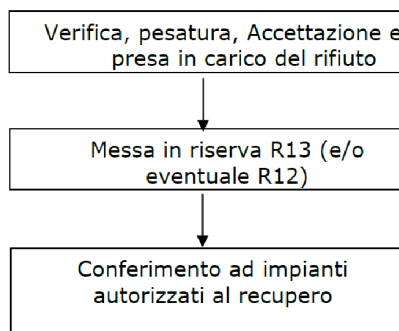 Verifica, pesatura, Accettazione e
presa in carico del rifiuto
Messa in riserva R13 (e/o
eventuale R12)
Conferimento ad impianti
autorizzati al recupero